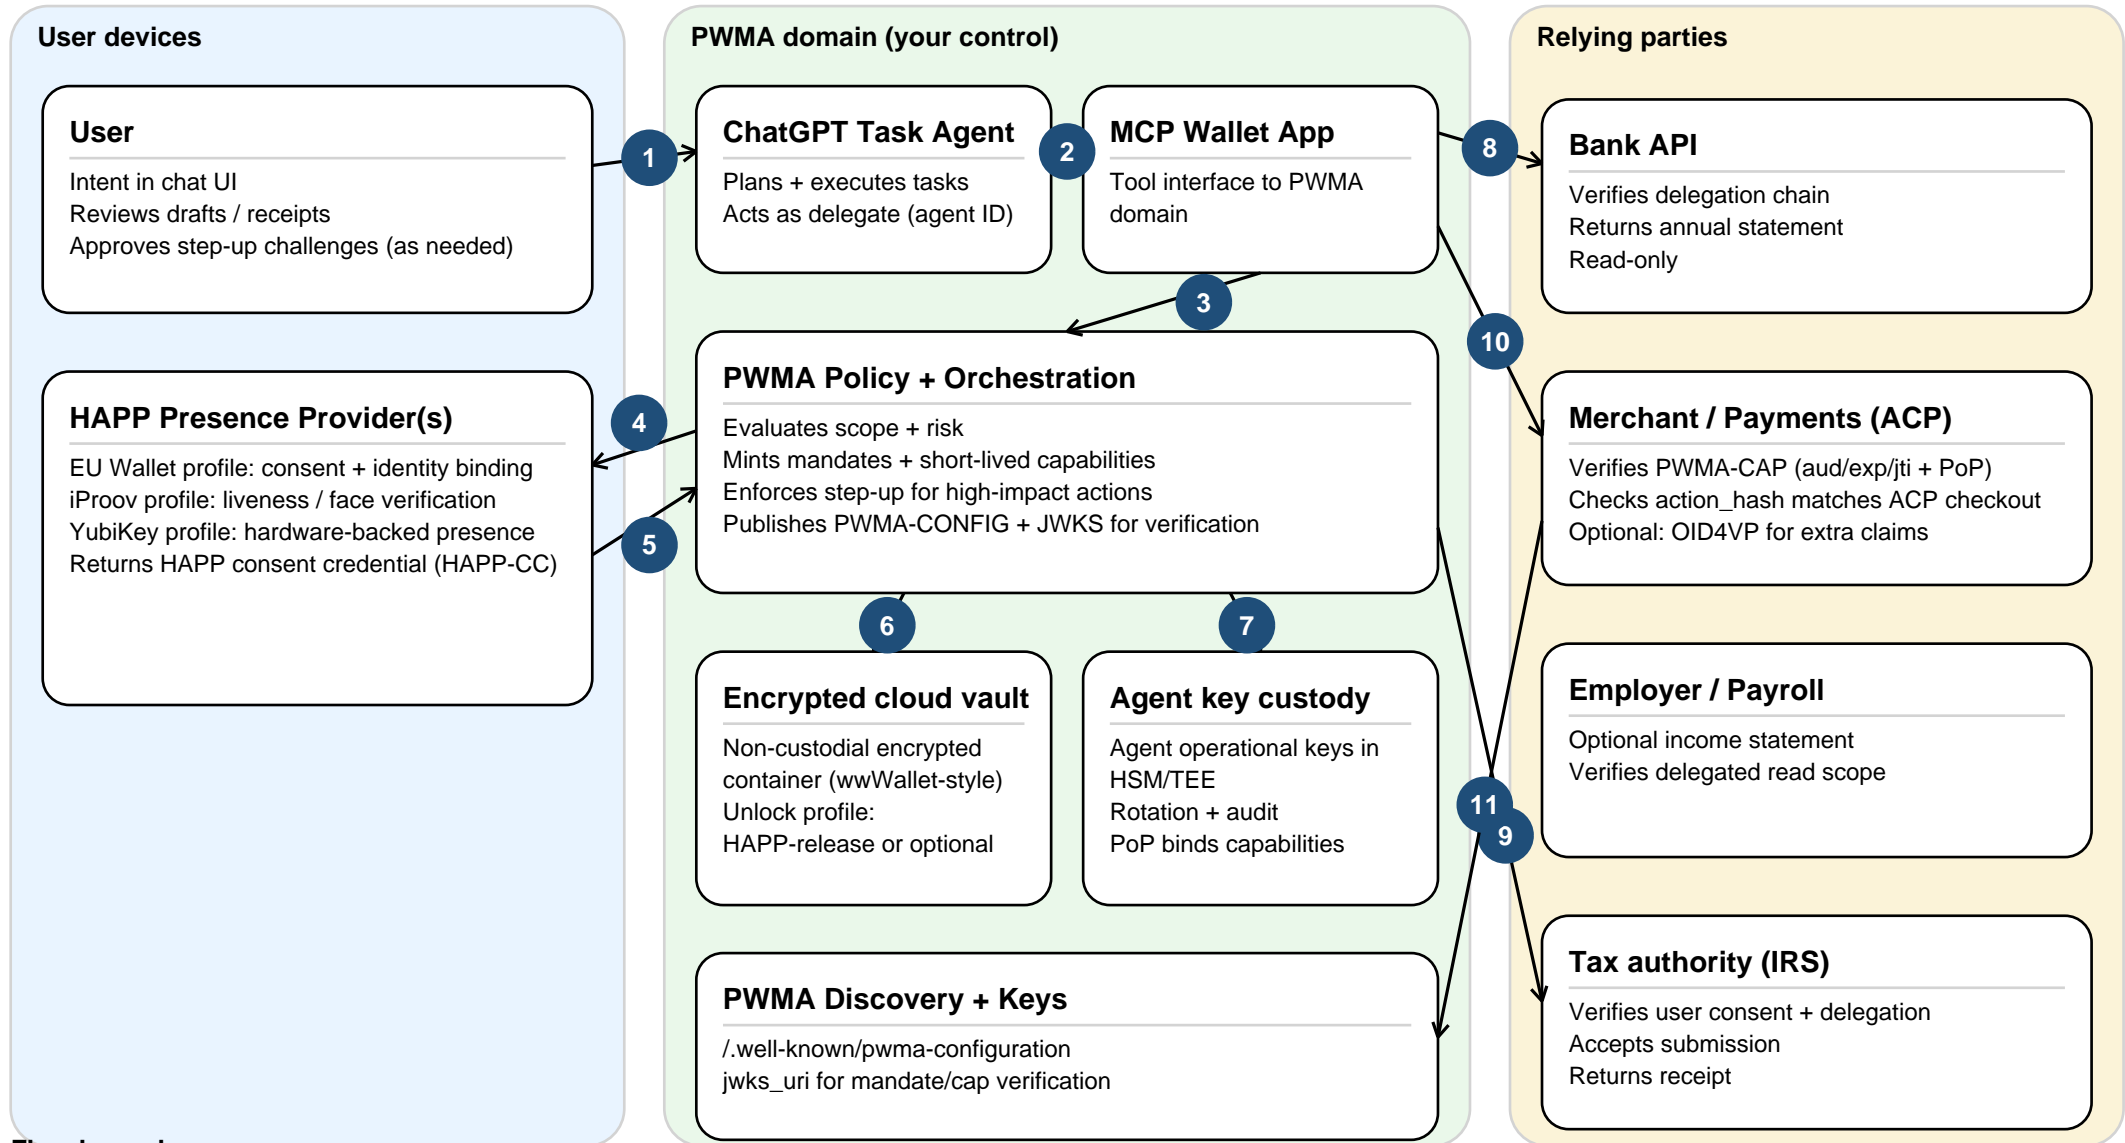 User devices
User
Intent in chat UI
Reviews drafts / receipts
Approves step-up challenges (as needed)
HAPP Presence Provider(s)
EU Wallet profile: consent + identity binding
iProov profile: liveness / face verification
YubiKey profile: hardware-backed presence
Returns HAPP consent credential (HAPP-CC)
1
4
5
PWMA domain (your control)
ChatGPT Task Agent
Plans + executes tasks
Acts as delegate (agent ID)
2
MCP Wallet App
Tool interface to PWMA
domain
3
PWMA Policy + Orchestration
Evaluates scope + risk
Mints mandates + short-lived capabilities
Enforces step-up for high-impact actions
Publishes PWMA-CONFIG + JWKS for verification
6
7
Encrypted cloud vault
Non-custodial encrypted
container (wwWallet-style)
Unlock profile:
HAPP-release or optional
Agent key custody
Agent operational keys in
HSM/TEE
Rotation + audit
PoP binds capabilities
PWMA Discovery + Keys
/.well-known/pwma-configuration
jwks_uri for mandate/cap verification
8
10
11
9
Relying parties
Bank API
Verifies delegation chain
Returns annual statement
Read-only
Merchant / Payments (ACP)
Verifies PWMA-CAP (aud/exp/jti + PoP)
Checks action_hash matches ACP checkout
Optional: OID4VP for extra claims
Employer / Payroll
Optional income statement
Verifies delegated read scope
Tax authority (IRS)
Verifies user consent + delegation
Accepts submission
Returns receipt